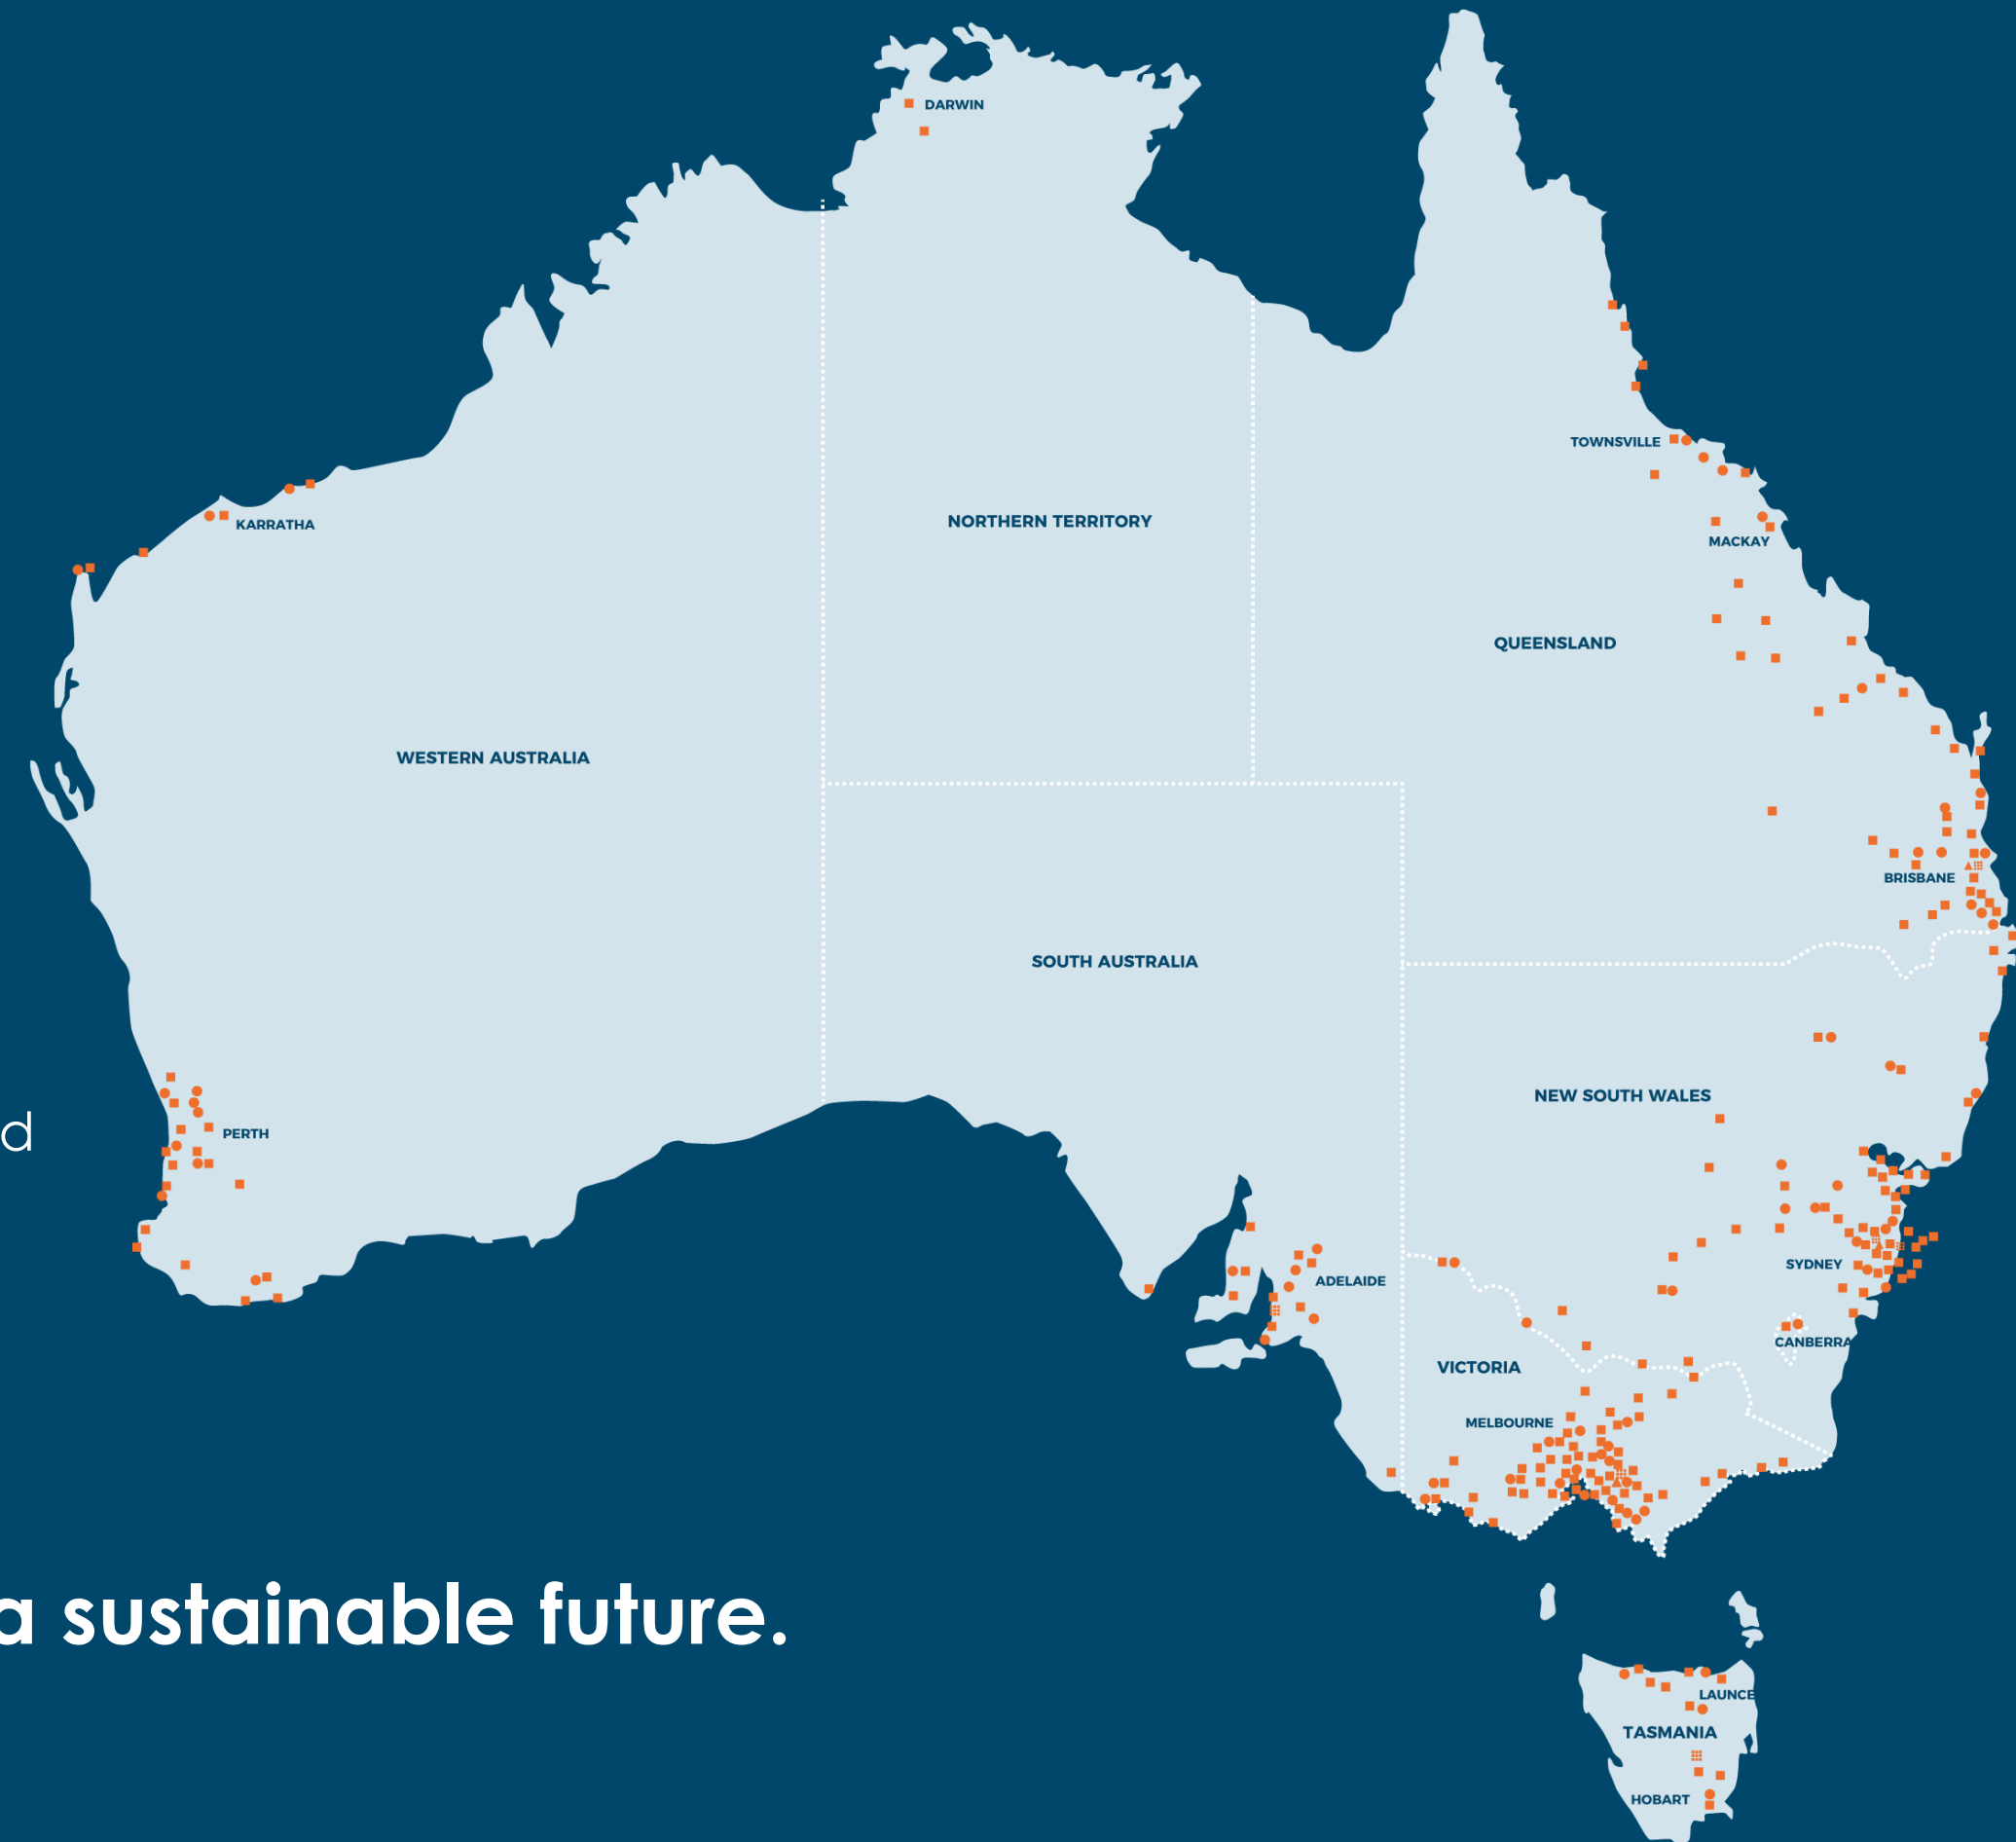 DARWIN
TOWNSVILLE
KARRATHA
NORTHERN TERRITORY
MACKAY
QUEENSLAND
WESTERN AUSTRALIA
BRISBANE
SOUTH AUSTRALIA
NEW SOUTH WALES
d
PERTH
SYDNEY
ADELAIDE
CANBERRA
VICTORIA
MELBOURNE
a sustainable future.
LAUNCE
TASMANIA
HOBART